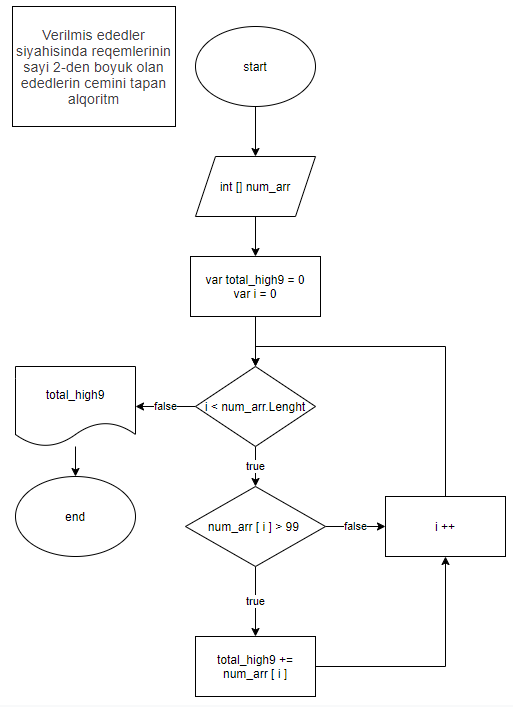 Verilmis ededler
siyahisinda reqemlerinin
sayi 2-den boyuk olan
ededlerin cemini tapan
alqoritm
start
int [] num_arr
var total_high9 = 0
var i = 0
i < num_arr.Lenght
false
total_high9
end
true
num_arr [ i ] > 99
false
i ++
true
total_high9 +=
num_arr [ i ]